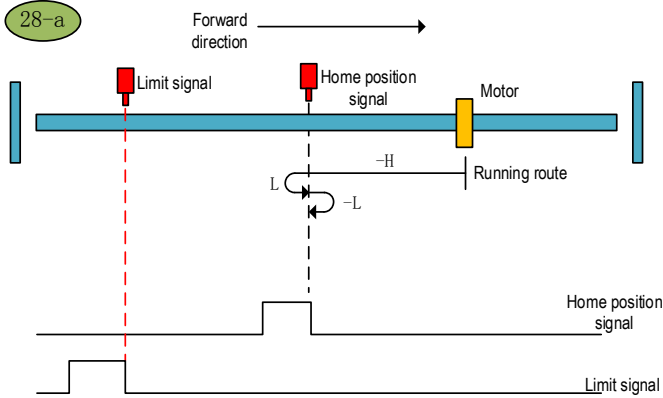 28-a
Forward
direction
Limit signal
Home position
signal
Motor
-H
Running route
L
-L
Home position
signal
Limit signal